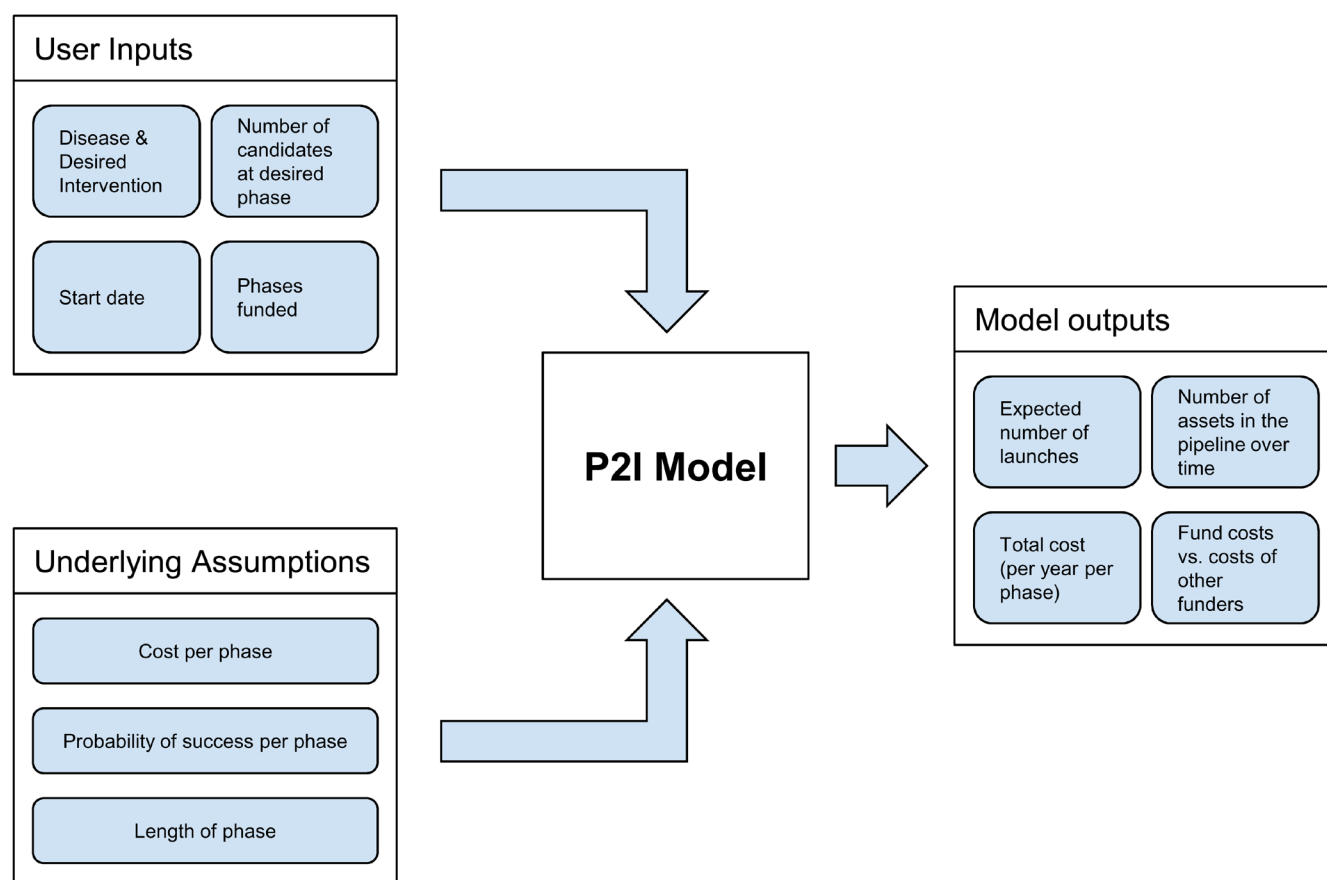 User Inputs
Disease &
Desired
Intervention
Number of
candidates
at desired
phase
Start date
Phases
funded
Underlying Assumptions
Cost per phase
Probability of success per phase
Length of phase
P2I Model
Model outputs
Expected
number of
launches
Number of
assets in the
pipeline over
time
Total cost
(per year per
phase)
Fund costs
vs. costs of
other
funders